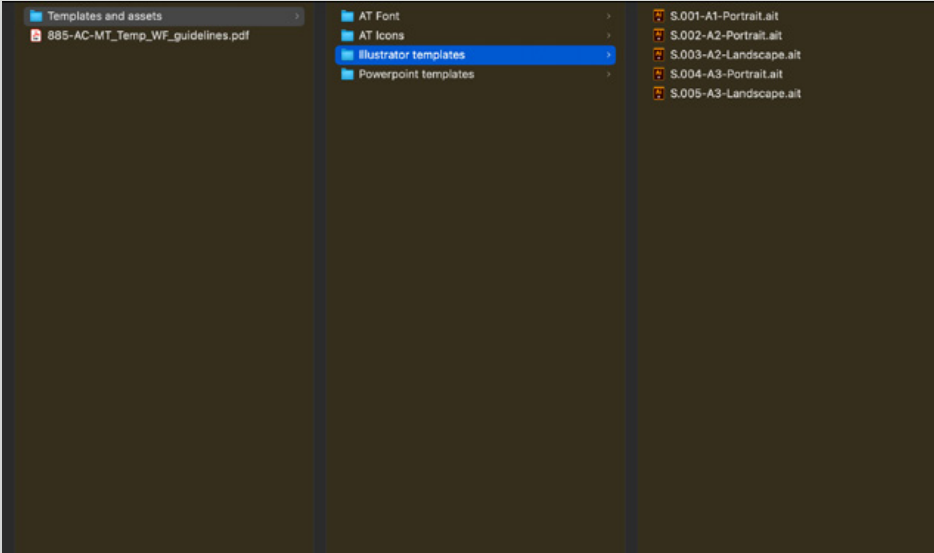 Templates and assets
885-AC-MT_Temp_WF_guidelines.pdf
AT Font
AT Icons
Illustrator templates
Powerpoint templates
S.001-A1-Portrait.ait
S.002-A2-Portrait.ait
S.003-A2-Landscape.ait
S.004-A3-Portrait.ait
S.005-A3-Landscape.ait